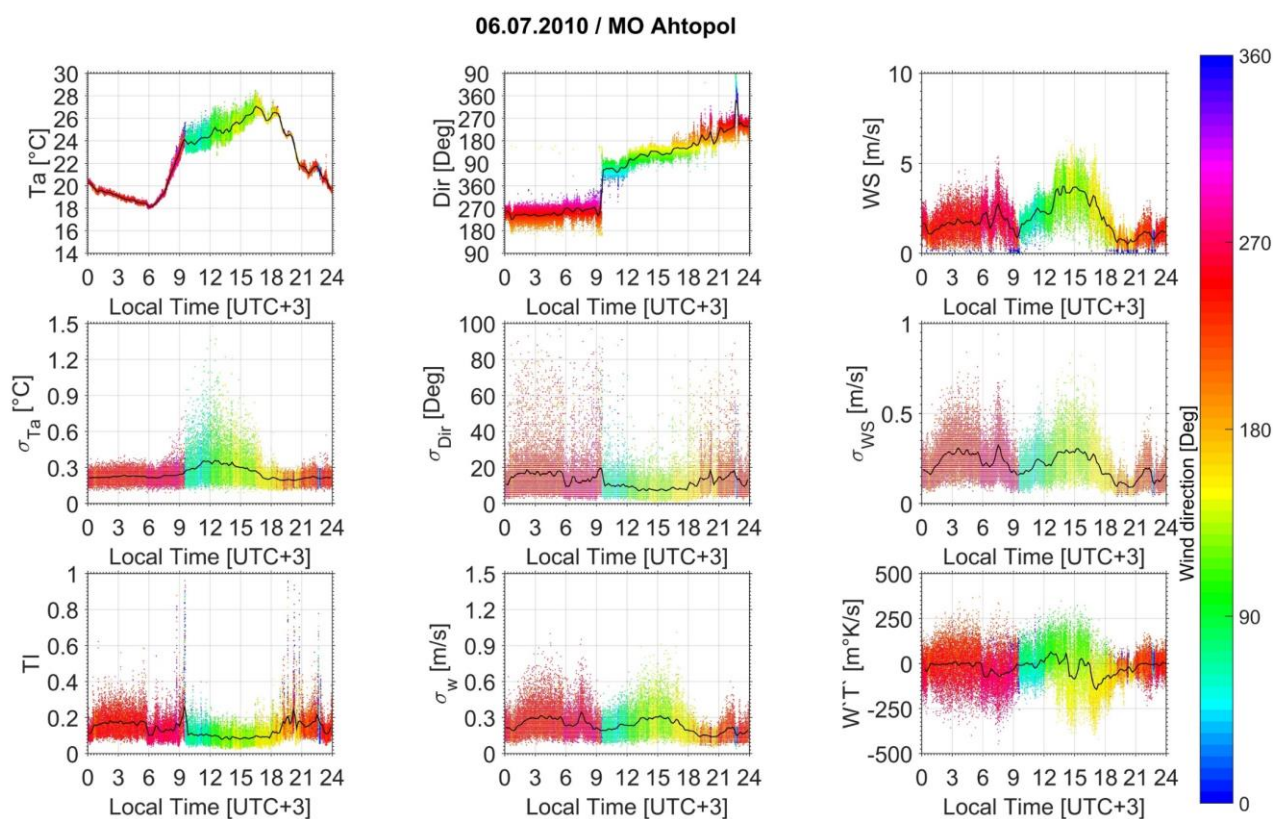 06.07.2010 / MO Ahtopol
Ta [°C]
30
28
26
24
22
20
18
16
14
0 3 6 9 12 15 18 21 24
Local Time [UTC+3]
Dir [Deg]
90
360
270
180
90
360
270
180
90
0 3 6 9 12 15 18 21 24
Local Time [UTC+3]
WS [m/s]
10
5
0
0 3 6 9 12 15 18 21 24
Local Time [UTC+3]
σTa [°C]
1.5
1.2
0.9
0.6
0.3
0
0 3 6 9 12 15 18 21 24
Local Time [UTC+3]
σDir [Deg]
100
80
60
40
20
0
0 3 6 9 12 15 18 21 24
Local Time [UTC+3]
σWS [m/s]
1
0.5
0
0 3 6 9 12 15 18 21 24
Local Time [UTC+3]
TI
1
0.8
0.6
0.4
0.2
0
0 3 6 9 12 15 18 21 24
Local Time [UTC+3]
σw [m/s]
1.5
1.2
0.9
0.6
0.3
0
0 3 6 9 12 15 18 21 24
Local Time [UTC+3]
W`T` [m°K/s]
500
250
0
-250
-500
0 3 6 9 12 15 18 21 24
Local Time [UTC+3]
Wind direction [Deg]
360
270
180
90
0